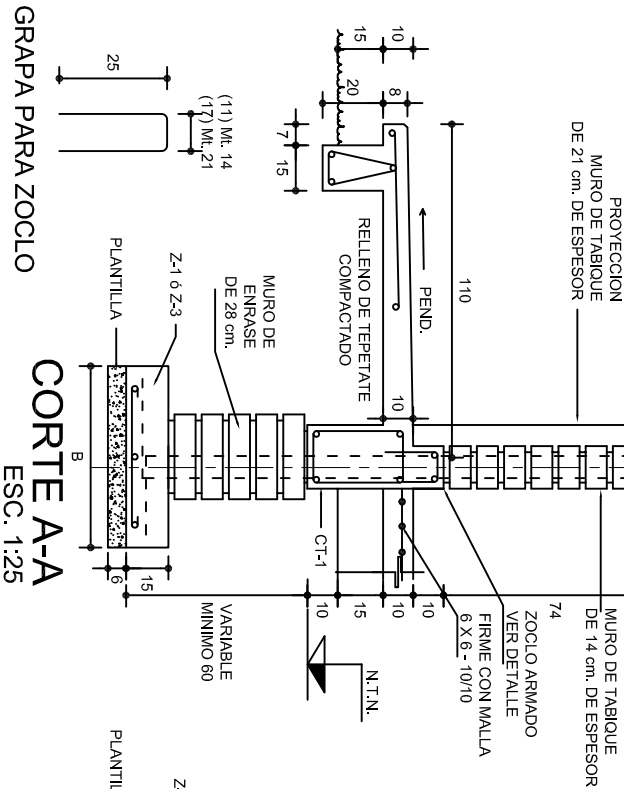 PROYECCION
MURO DE TABIQUE
DE 21 cm. DE ESPESOR
MURO DE TABIQUE
DE 14 cm. DE ESPESOR
74
ZOCLO ARMADO
VER DETALLE
FIRME CON MALLA
6 X 6 - 10/10
110
PEND.
10
15
8
20
7
15
10
RELLENO DE TEPETATE
COMPACTADO
10
10
15
10
N.T.N.
CT-1
VARIABLE
MINIMO 60
MURO DE
ENRASE
DE 28 cm.
Z-1 ó Z-3
PLANTILLA
15
6
B
CORTE A-A
ESC. 1:25
25
(11) Mt. 14
(17) Mt. 21
GRAPA PARA ZOCLO
Z-
PLANTIL